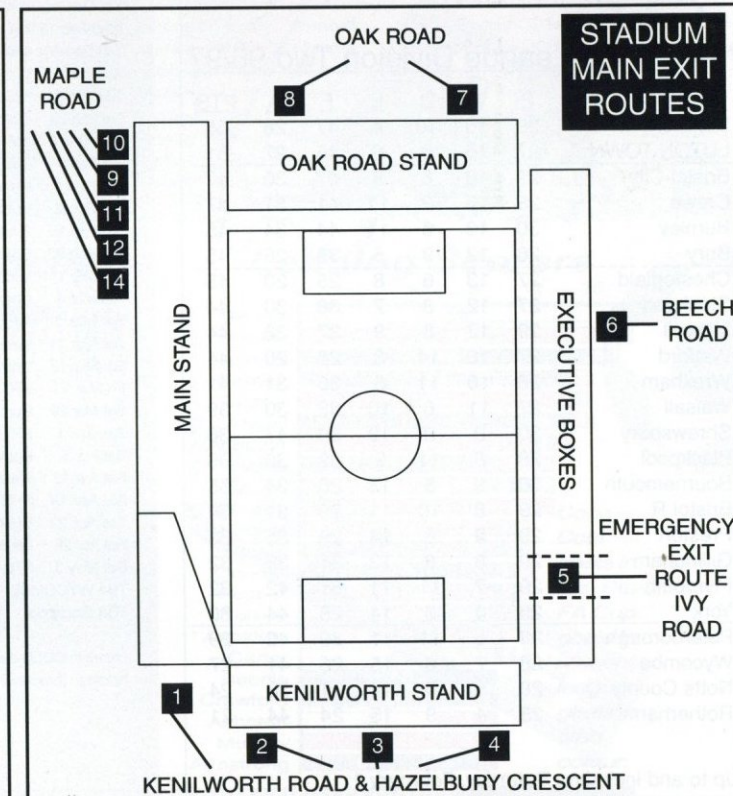 STADIUM
MAIN EXIT
ROUTES
OAK ROAD
8
7
MAPLE
ROAD
10
9
11
12
14
OAK ROAD STAND
MAIN STAND
EXECUTIVE BOXES
6
BEECH
ROAD
EMERGENCY
EXIT
ROUTE
IVY
ROAD
5
KENILWORTH STAND
1
2
3
4
KENILWORTH ROAD & HAZELBURY CRESCENT